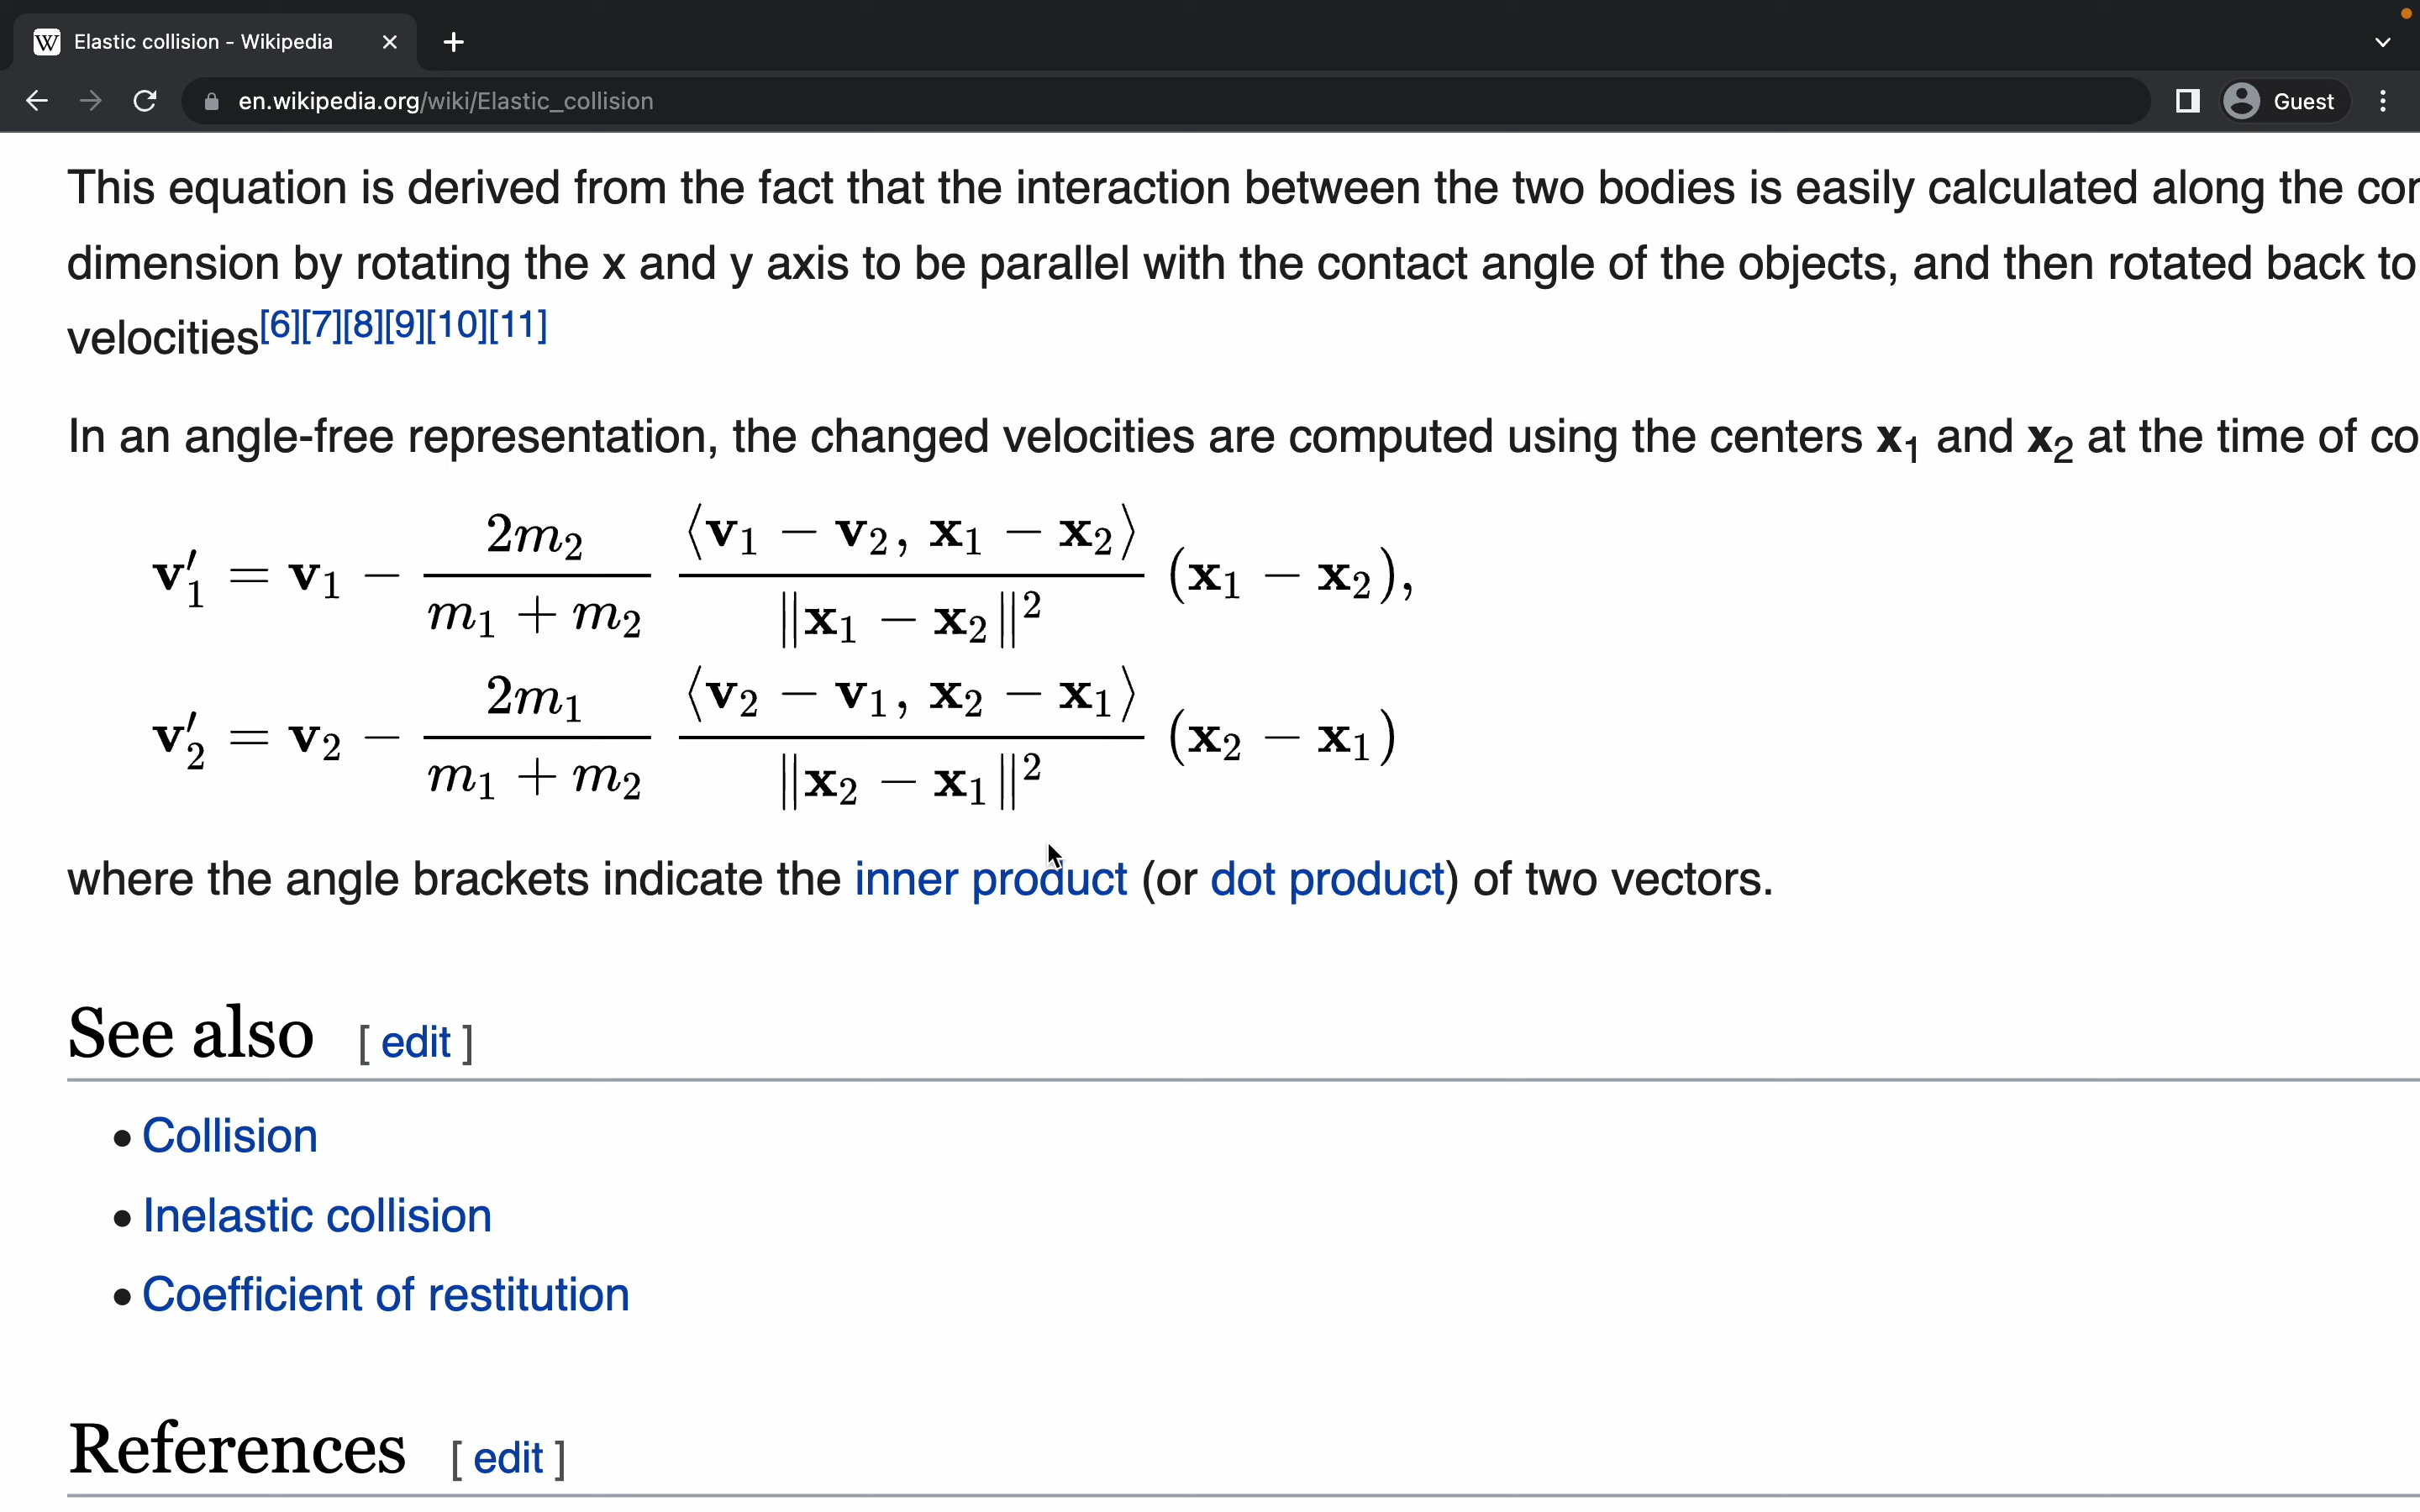 Elastic collision - Wikipedia
en.wikipedia.org/wiki/Elastic_collision
Guest
This equation is derived from the fact that the interaction between the two bodies is easily calculated along the
dimension by rotating the x and y axis to be parallel with the contact angle of the objects, and then rotated back to
velocities[6][7][8][9][10][11]
In an angle-free representation, the changed velocities are computed using the centers x₁ and x₂ at the time of
v′₁ = v₁ − 2m₂ / (m₁ + m₂) ⟨v₁ − v₂, x₁ − x₂⟩ / ‖x₁ − x₂‖² (x₁ − x₂),
v′₂ = v₂ − 2m₁ / (m₁ + m₂) ⟨v₂ − v₁, x₂ − x₁⟩ / ‖x₂ − x₁‖² (x₂ − x₁)
where the angle brackets indicate the inner product (or dot product) of two vectors.
See also [ edit ]
• Collision
• Inelastic collision
• Coefficient of restitution
References [ edit ]